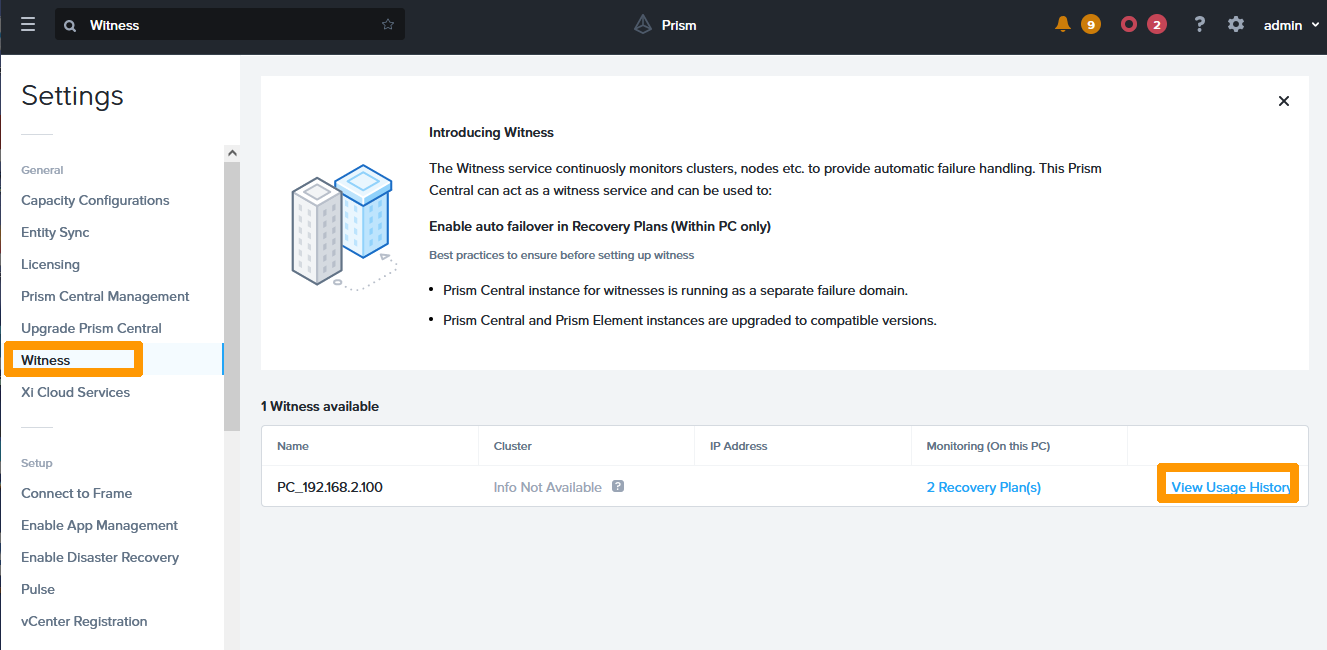 Witness
Prism
9
2
?
admin
Settings
General
Capacity Configurations
Entity Sync
Licensing
Prism Central Management
Upgrade Prism Central
Witness
Xi Cloud Services
Setup
Connect to Frame
Enable App Management
Enable Disaster Recovery
Pulse
vCenter Registration
Introducing Witness
The Witness service continuosly monitors clusters, nodes etc. to provide automatic failure handling. This Prism
Central can act as a witness service and can be used to:
Enable auto failover in Recovery Plans (Within PC only)
Best practices to ensure before setting up witness
• Prism Central instance for witnesses is running as a separate failure domain.
• Prism Central and Prism Element instances are upgraded to compatible versions.
1 Witness available
Name Cluster IP Address Monitoring (On this PC)
PC_192.168.2.100 Info Not Available ? 2 Recovery Plan(s) View Usage History